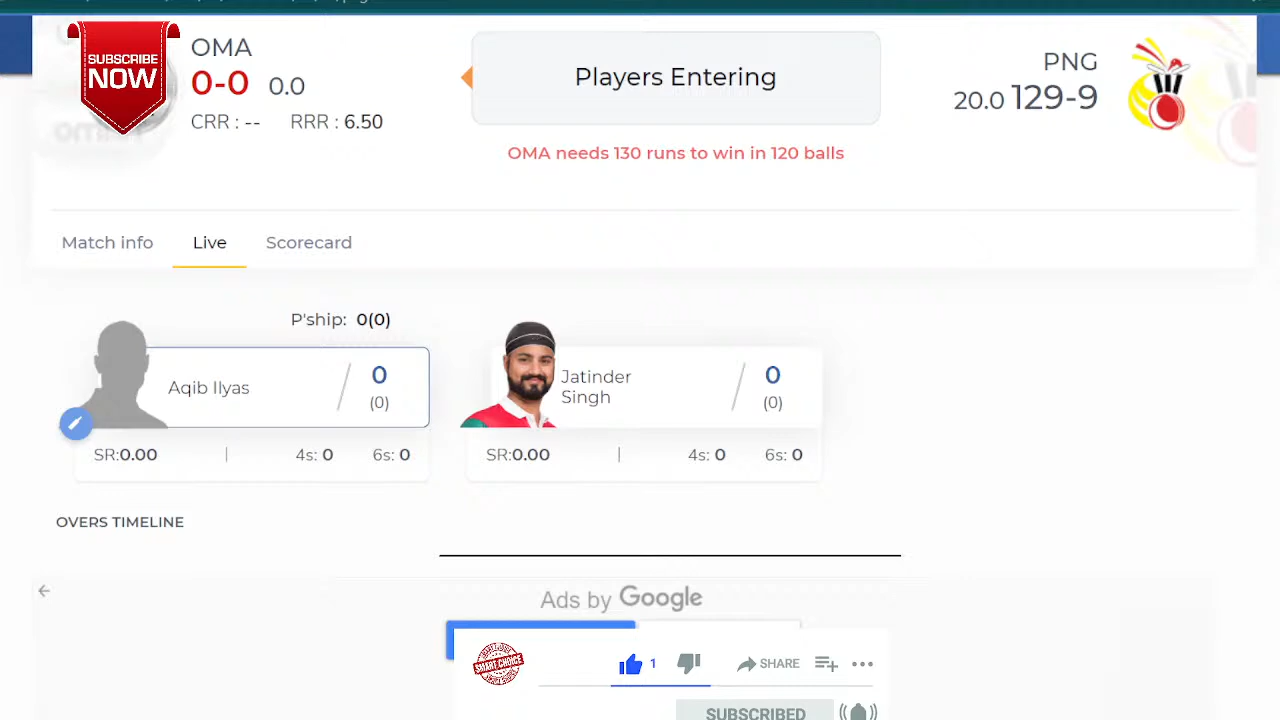 SUBSCRIBE
NOW
OMA
0-0 0.0
CRR : -- RRR : 6.50
Players Entering
OMA needs 130 runs to win in 120 balls
PNG
20.0 129-9
Match info Live Scorecard
P'ship: 0(0)
Aqib Ilyas
0
(0)
SR:0.00 | 4s: 0 6s: 0
Jatinder
Singh
0
(0)
SR:0.00 | 4s: 0 6s: 0
OVERS TIMELINE
Ads by Google
SMART CHOICE
1 SHARE
SUBSCRIBED